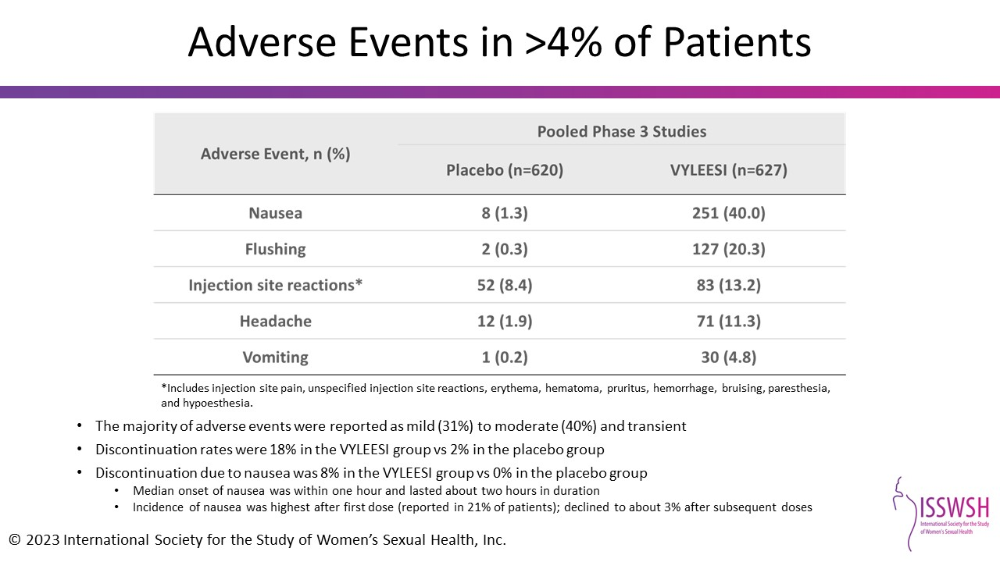 Adverse Events in >4% of Patients
Adverse Event, n (%)
Pooled Phase 3 Studies
Placebo (n=620) VYLEESI (n=627)
Nausea 8 (1.3) 251 (40.0)
Flushing 2 (0.3) 127 (20.3)
Injection site reactions* 52 (8.4) 83 (13.2)
Headache 12 (1.9) 71 (11.3)
Vomiting 1 (0.2) 30 (4.8)
*Includes injection site pain, unspecified injection site reactions, erythema, hematoma, pruritus, hemorrhage, bruising, paresthesia,
and hypoesthesia.
• The majority of adverse events were reported as mild (31%) to moderate (40%) and transient
• Discontinuation rates were 18% in the VYLEESI group vs 2% in the placebo group
• Discontinuation due to nausea was 8% in the VYLEESI group vs 0% in the placebo group
• Median onset of nausea was within one hour and lasted about two hours in duration
• Incidence of nausea was highest after first dose (reported in 21% of patients); declined to about 3% after subsequent doses
ISSWSH
International Society for the Study
of Women's Sexual Health
© 2023 International Society for the Study of Women’s Sexual Health, Inc.